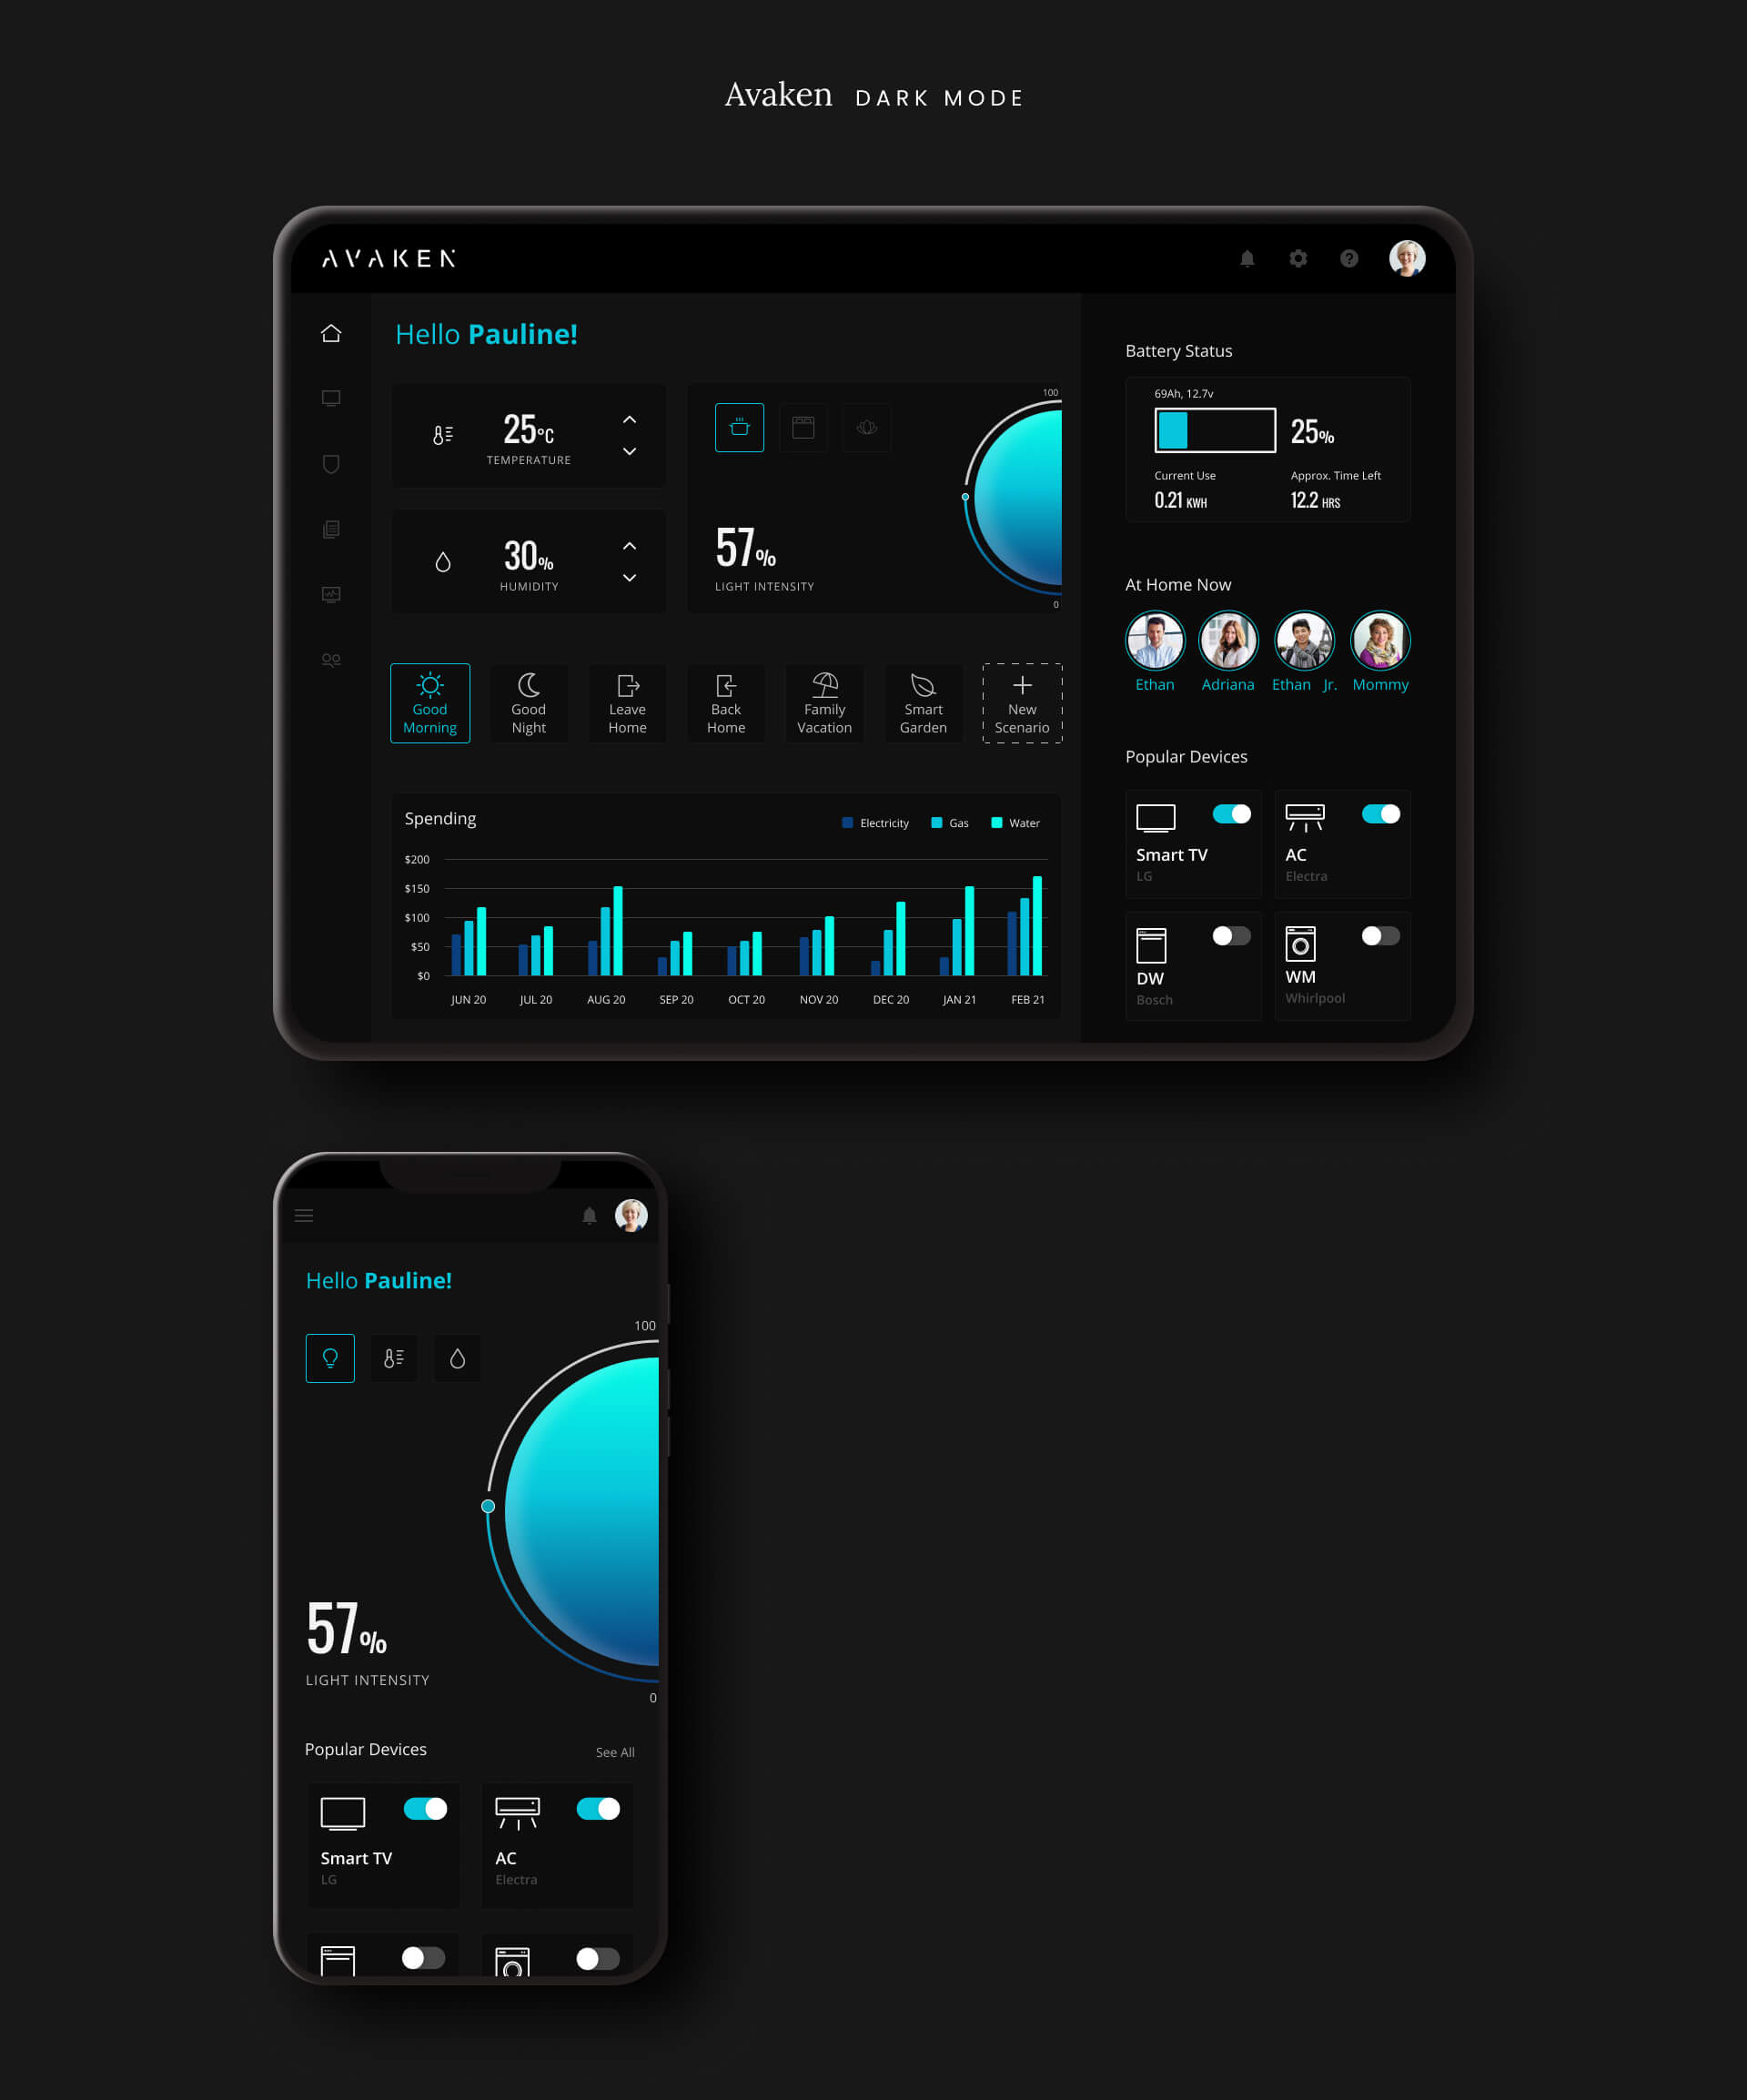 Avaken DARK MODE
AVAKEN
Hello Pauline!
25°C
TEMPERATURE
30%
HUMIDITY
100
57%
LIGHT INTENSITY
0
Good Morning
Good Night
Leave Home
Back Home
Family Vacation
Smart Garden
New Scenario
Spending
Electricity Gas Water
$200
$150
$100
$50
$0
JUN 20 JUL 20 AUG 20 SEP 20 OCT 20 NOV 20 DEC 20 JAN 21 FEB 21
Battery Status
69Ah, 12.7v
25%
Current Use Approx. Time Left
0.21 KWH 12.2 HRS
At Home Now
Ethan Adriana Ethan Jr. Mommy
Popular Devices
Smart TV
LG
AC
Electra
DW
Bosch
WM
Whirlpool
Hello Pauline!
100
57%
LIGHT INTENSITY
0
Popular Devices See All
Smart TV
LG
AC
Electra